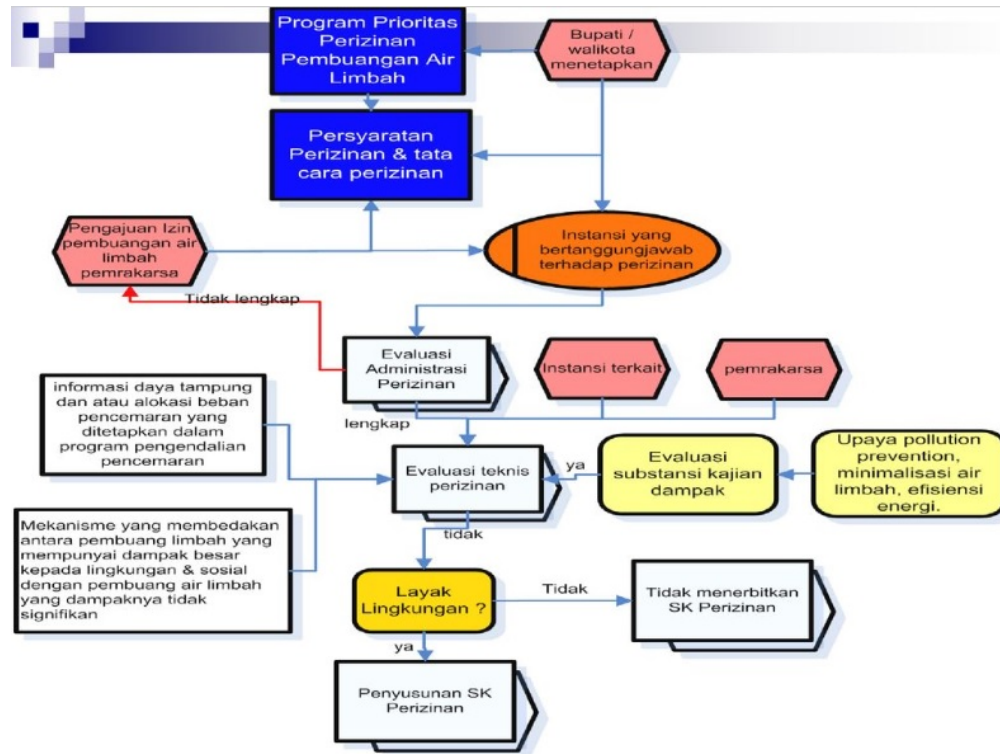 Program Prioritas
Perizinan
Pembuangan Air
Limbah
Bupati /
walikota
menetapkan
Persyaratan
Perizinan & tata
cara perizinan
Pengajuan Izin
pembuangan air
limbah
pemrakarsa
Instansi yang
bertanggungjawab
terhadap perizinan
Tidak lengkap
Evaluasi
Administrasi
Perizinan
Instansi terkait
pemrakarsa
informasi daya tampung
dan atau alokasi beban
pencemaran yang
ditetapkan dalam
program pengendalian
pencemaran
lengkap
Evaluasi teknis
perizinan
ya
Evaluasi
substansi kajian
dampak
Upaya pollution
prevention,
minimalisasi air
limbah, efisiensi
energi.
Mekanisme yang membedakan
antara pembuang limbah yang
mempunyai dampak besar
kepada lingkungan & sosial
dengan pembuang air limbah
yang dampaknya tidak
signifikan
tidak
Layak
Lingkungan ?
Tidak
Tidak menerbitkan
SK Perizinan
ya
Penyusunan SK
Perizinan